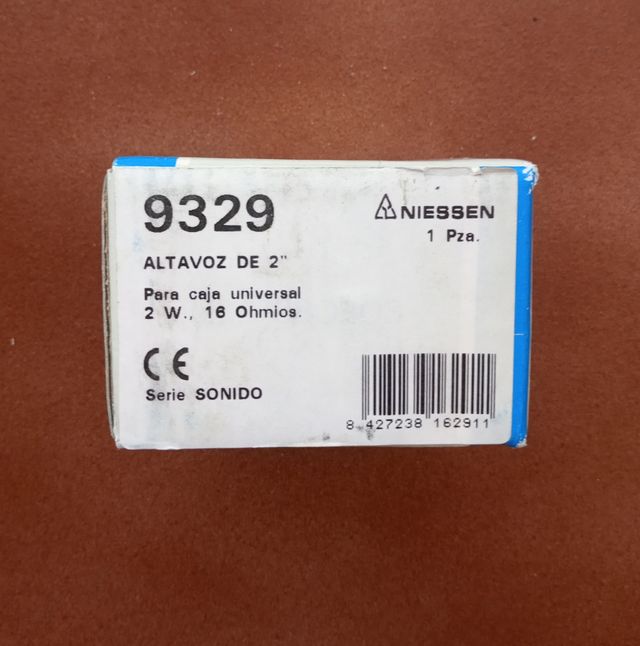 9329
NIESSEN
1 Pza.
ALTAVOZ DE 2"
Para caja universal
2 W., 16 Ohmios.
CE
Serie SONIDO
8 427238 162911